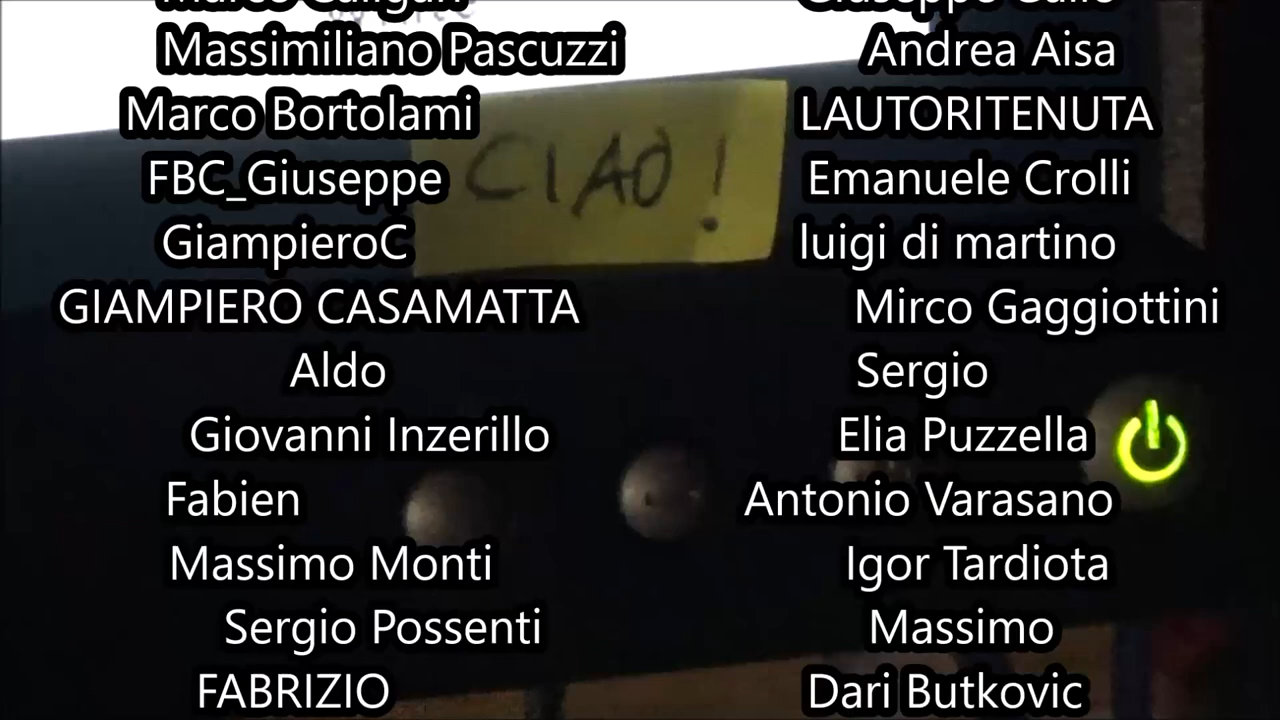 Massimiliano Pascuzzi Andrea Aisa
Marco Bortolami LAUTORITENUTA
CIAO!
FBC_Giuseppe Emanuele Crolli
GiampieroC luigi di martino
GIAMPIERO CASAMATTA Mirco Gaggiottini
Aldo Sergio
Giovanni Inzerillo Elia Puzzella
Fabien Antonio Varasano
Massimo Monti Igor Tardiota
Sergio Possenti Massimo
FABRIZIO Dari Butkovic